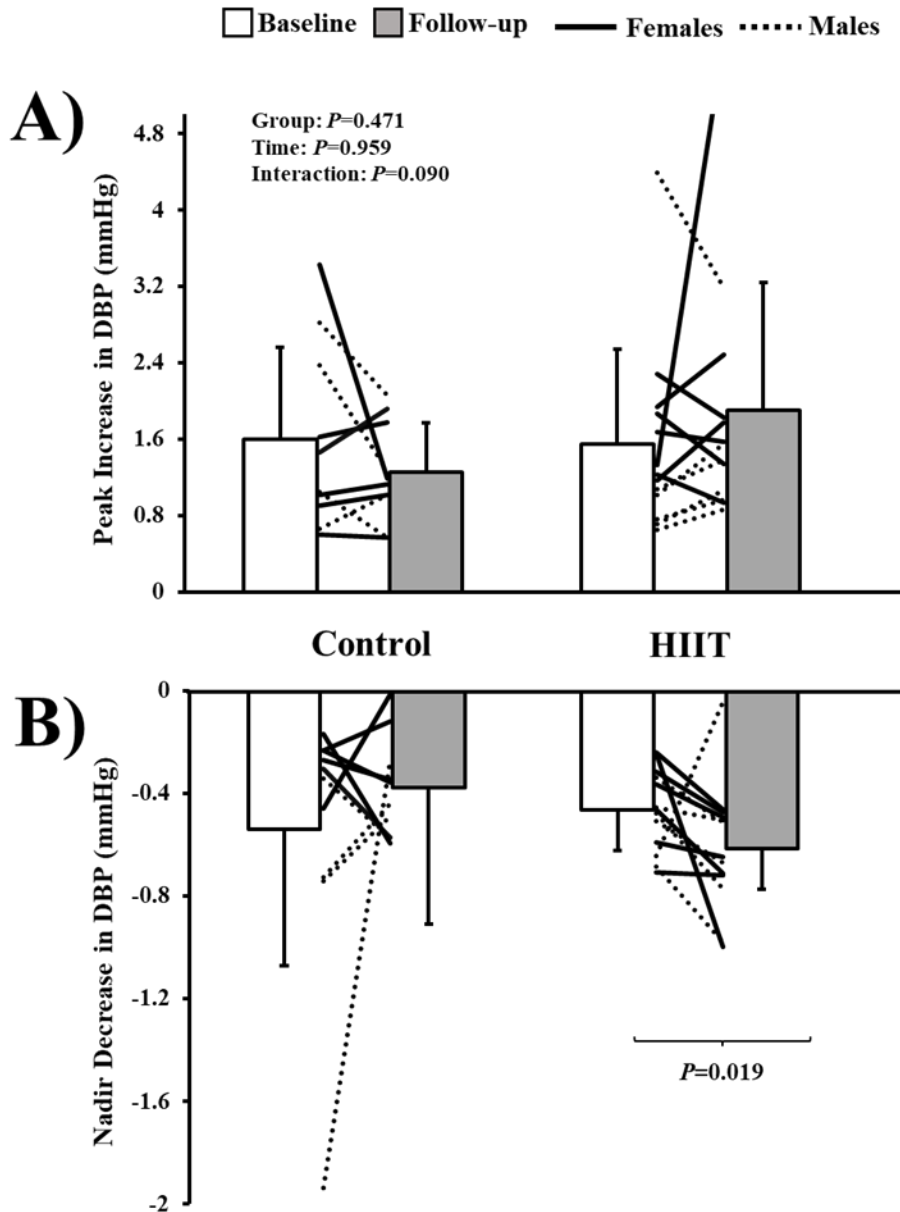 Baseline Follow-up Females Males
A)
Group: P=0.471
Time: P=0.959
Interaction: P=0.090
Peak Increase in DBP (mmHg)
4.8
4
3.2
2.4
1.6
0.8
0
Control HIIT
B)
Nadir Decrease in DBP (mmHg)
0
-0.4
-0.8
-1.2
-1.6
-2
P=0.019